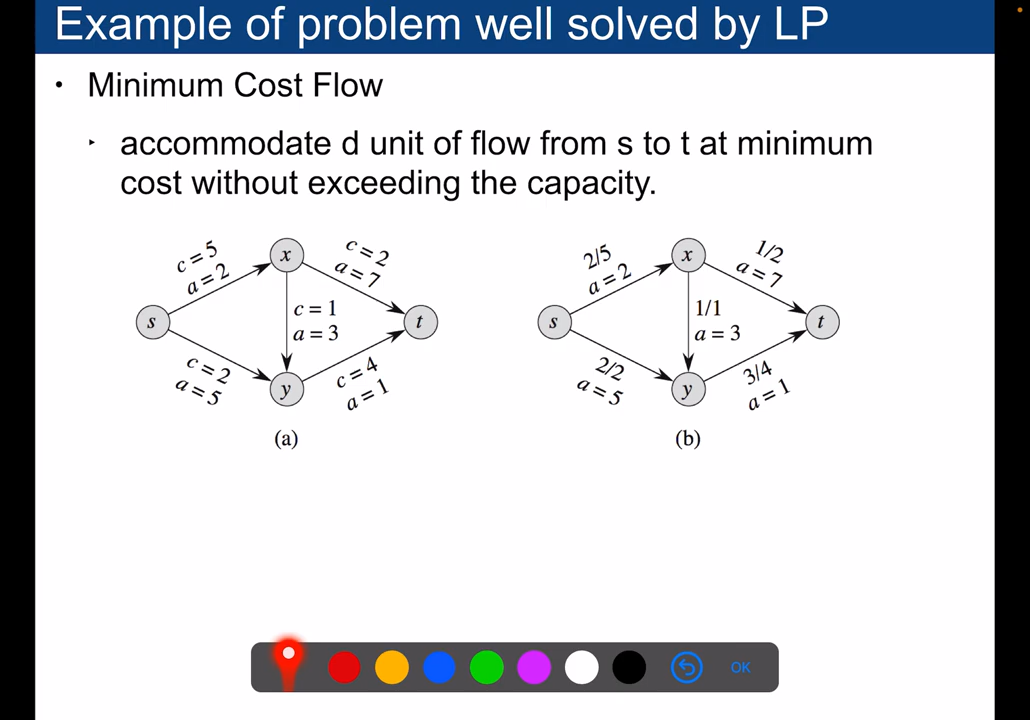 Example of problem well solved by LP
• Minimum Cost Flow
‣ accommodate d unit of flow from s to t at minimum
cost without exceeding the capacity.
c = 5
a = 2
x
c = 2
a = 7
s
c = 1
a = 3
t
c = 2
a = 5
y
c = 4
a = 1
(a)
2/5
a = 2
x
1/2
a = 7
s
1/1
a = 3
t
2/2
a = 5
y
3/4
a = 1
(b)
OK